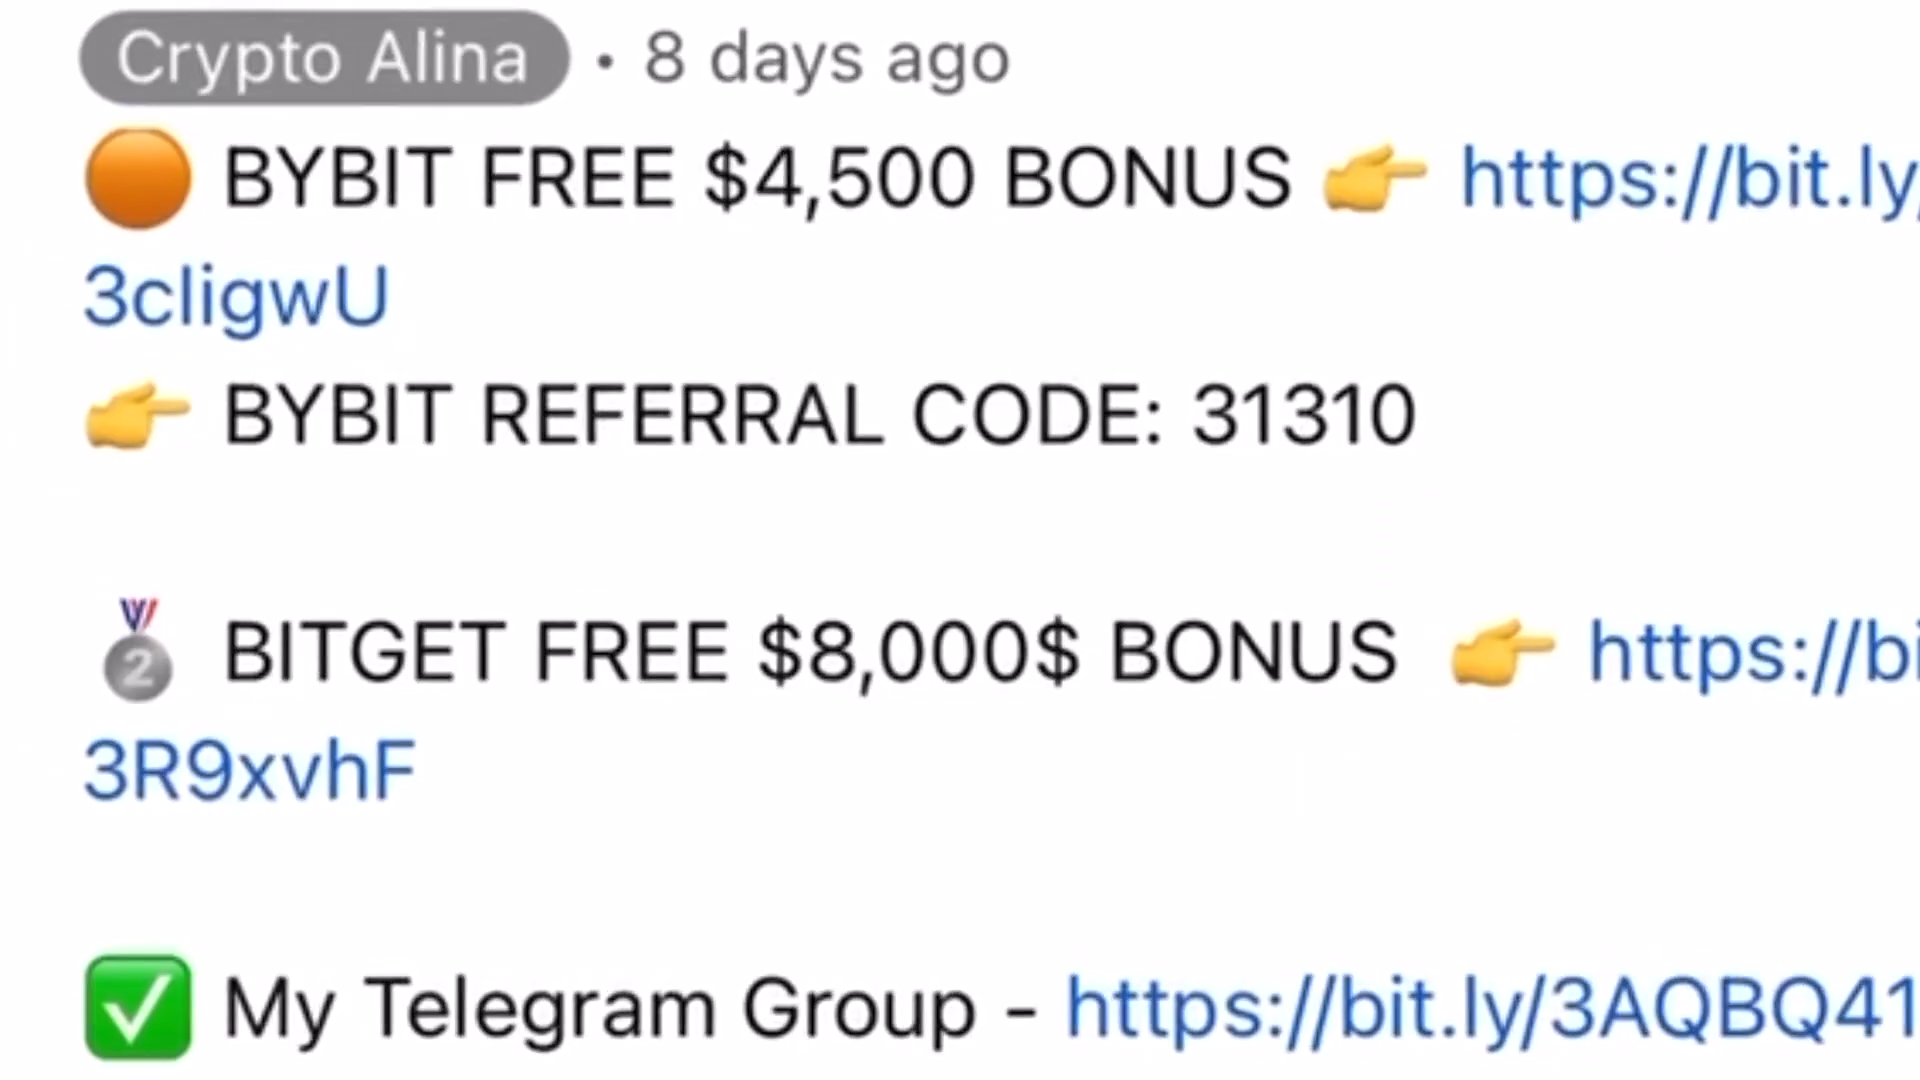 Crypto Alina • 8 days ago
🟠 BYBIT FREE $4,500 BONUS 👉 https://bit.ly/
3cIigwU
👉 BYBIT REFERRAL CODE: 31310
🥈 BITGET FREE $8,000$ BONUS 👉 https://bi
3R9xvhF
✅ My Telegram Group - https://bit.ly/3AQBQ41